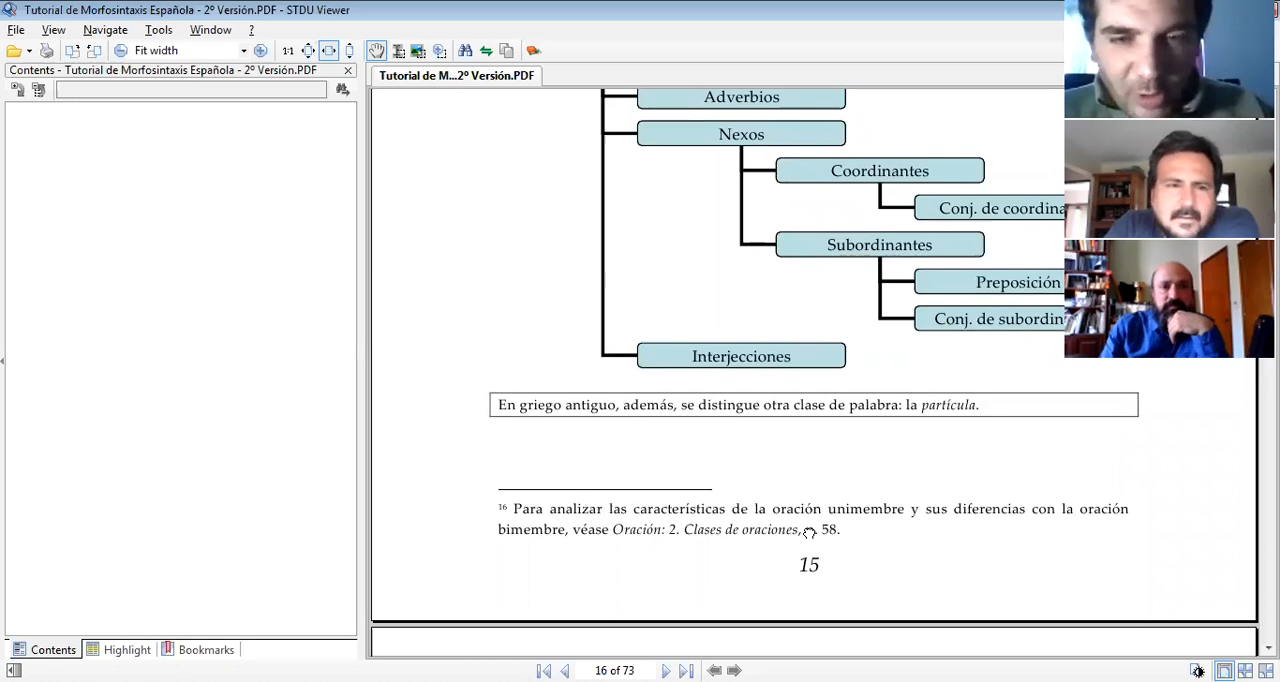 Tutorial de Morfosintaxis Española - 2º Versión.PDF - STDU Viewer
File View Navigate Tools Window ?
Fit width
1:1
Contents - Tutorial de Morfosintaxis Española - 2º Versión.PDF
Tutorial de M...2º Versión.PDF
Adverbios
Nexos
Coordinantes
Conj. de coordina
Subordinantes
Preposición
Conj. de subordin
Interjecciones
En griego antiguo, además, se distingue otra clase de palabra: la partícula.
16 Para analizar las características de la oración unimembre y sus diferencias con la oración
bimembre, véase Oración: 2. Clases de oraciones, 58.
15
Contents Highlight Bookmarks
16 of 73